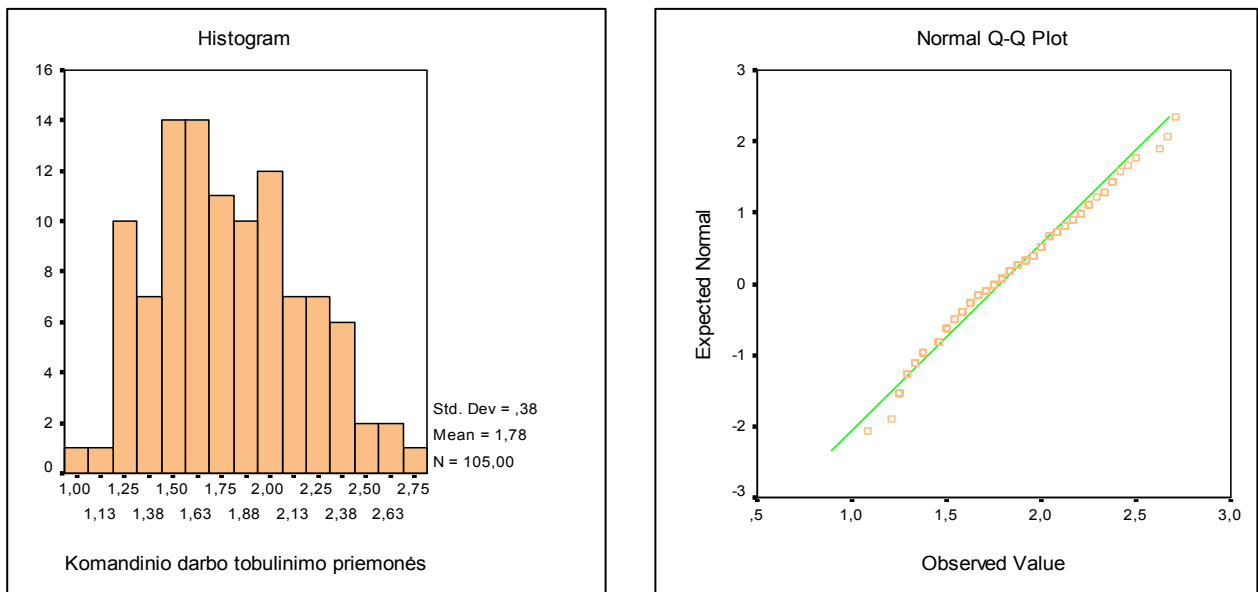 Histogram
16
14
12
10
8
6
4
2
0
1,00 1,25 1,50 1,75 2,00 2,25 2,50 2,75
1,13 1,38 1,63 1,88 2,13 2,38 2,63
Komandinio darbo tobulinimo priemonės
Std. Dev = ,38
Mean = 1,78
N = 105,00
Normal Q-Q Plot
Expected Normal
3
2
1
0
-1
-2
-3
,5 1,0 1,5 2,0 2,5 3,0
Observed Value